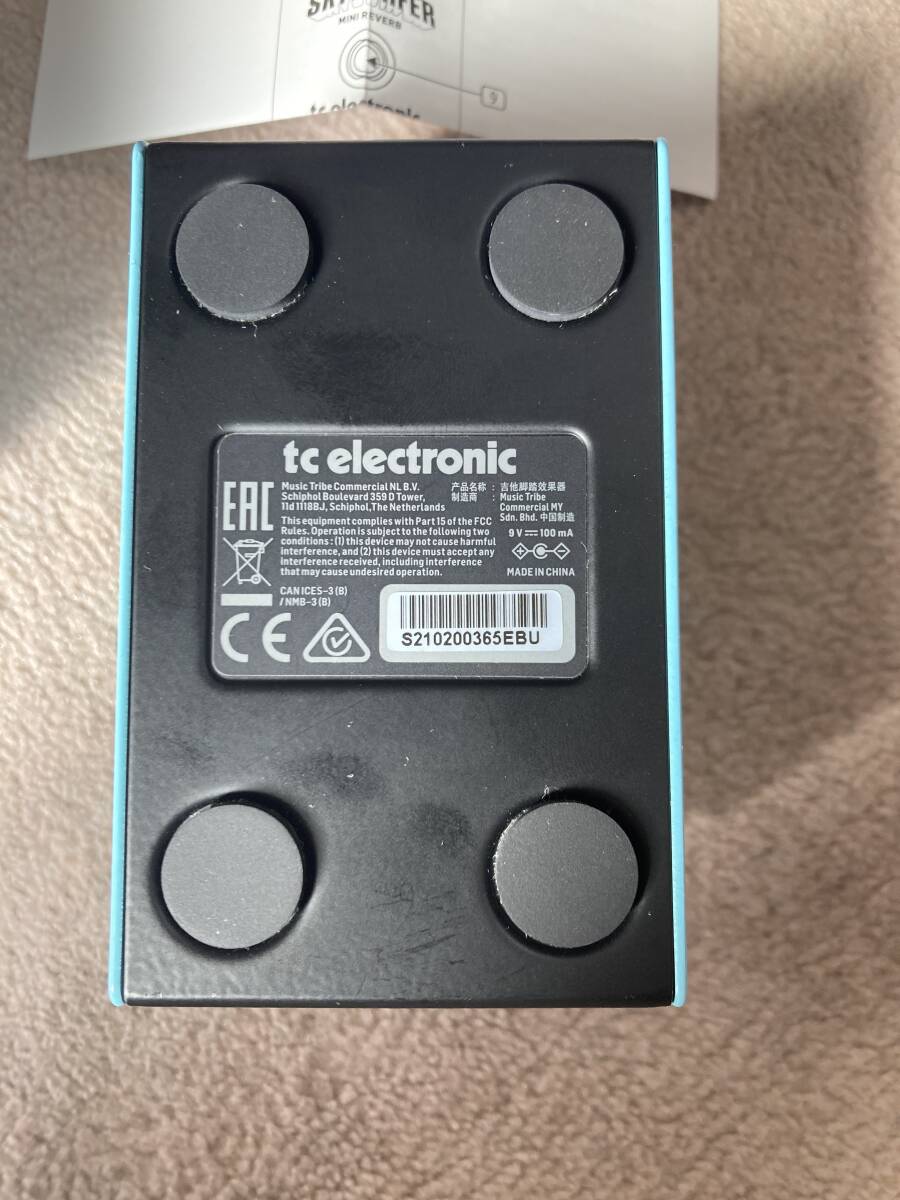 MINI REVERB
9
tc electronic
tc electronic
EAC
Music Tribe Commercial NL B.V.
Schiphol Boulevard 359 D Tower,
11d 1118BJ, Schiphol,The Netherlands
This equipment complies with Part 15 of the FCC
Rules. Operation is subject to the following two
conditions : (1) this device may not cause harmful
interference, and (2) this device must accept any
interference received, including interference
that may cause undesired operation.
CAN ICES-3 (B)
/ NMB-3 (B)
产品名称 : 吉他脚踏效果器
制造商 : Music Tribe
Commercial MY
Sdn. Bhd. 中国制造
9 V ⎓ 100 mA
MADE IN CHINA
CE
S210200365EBU